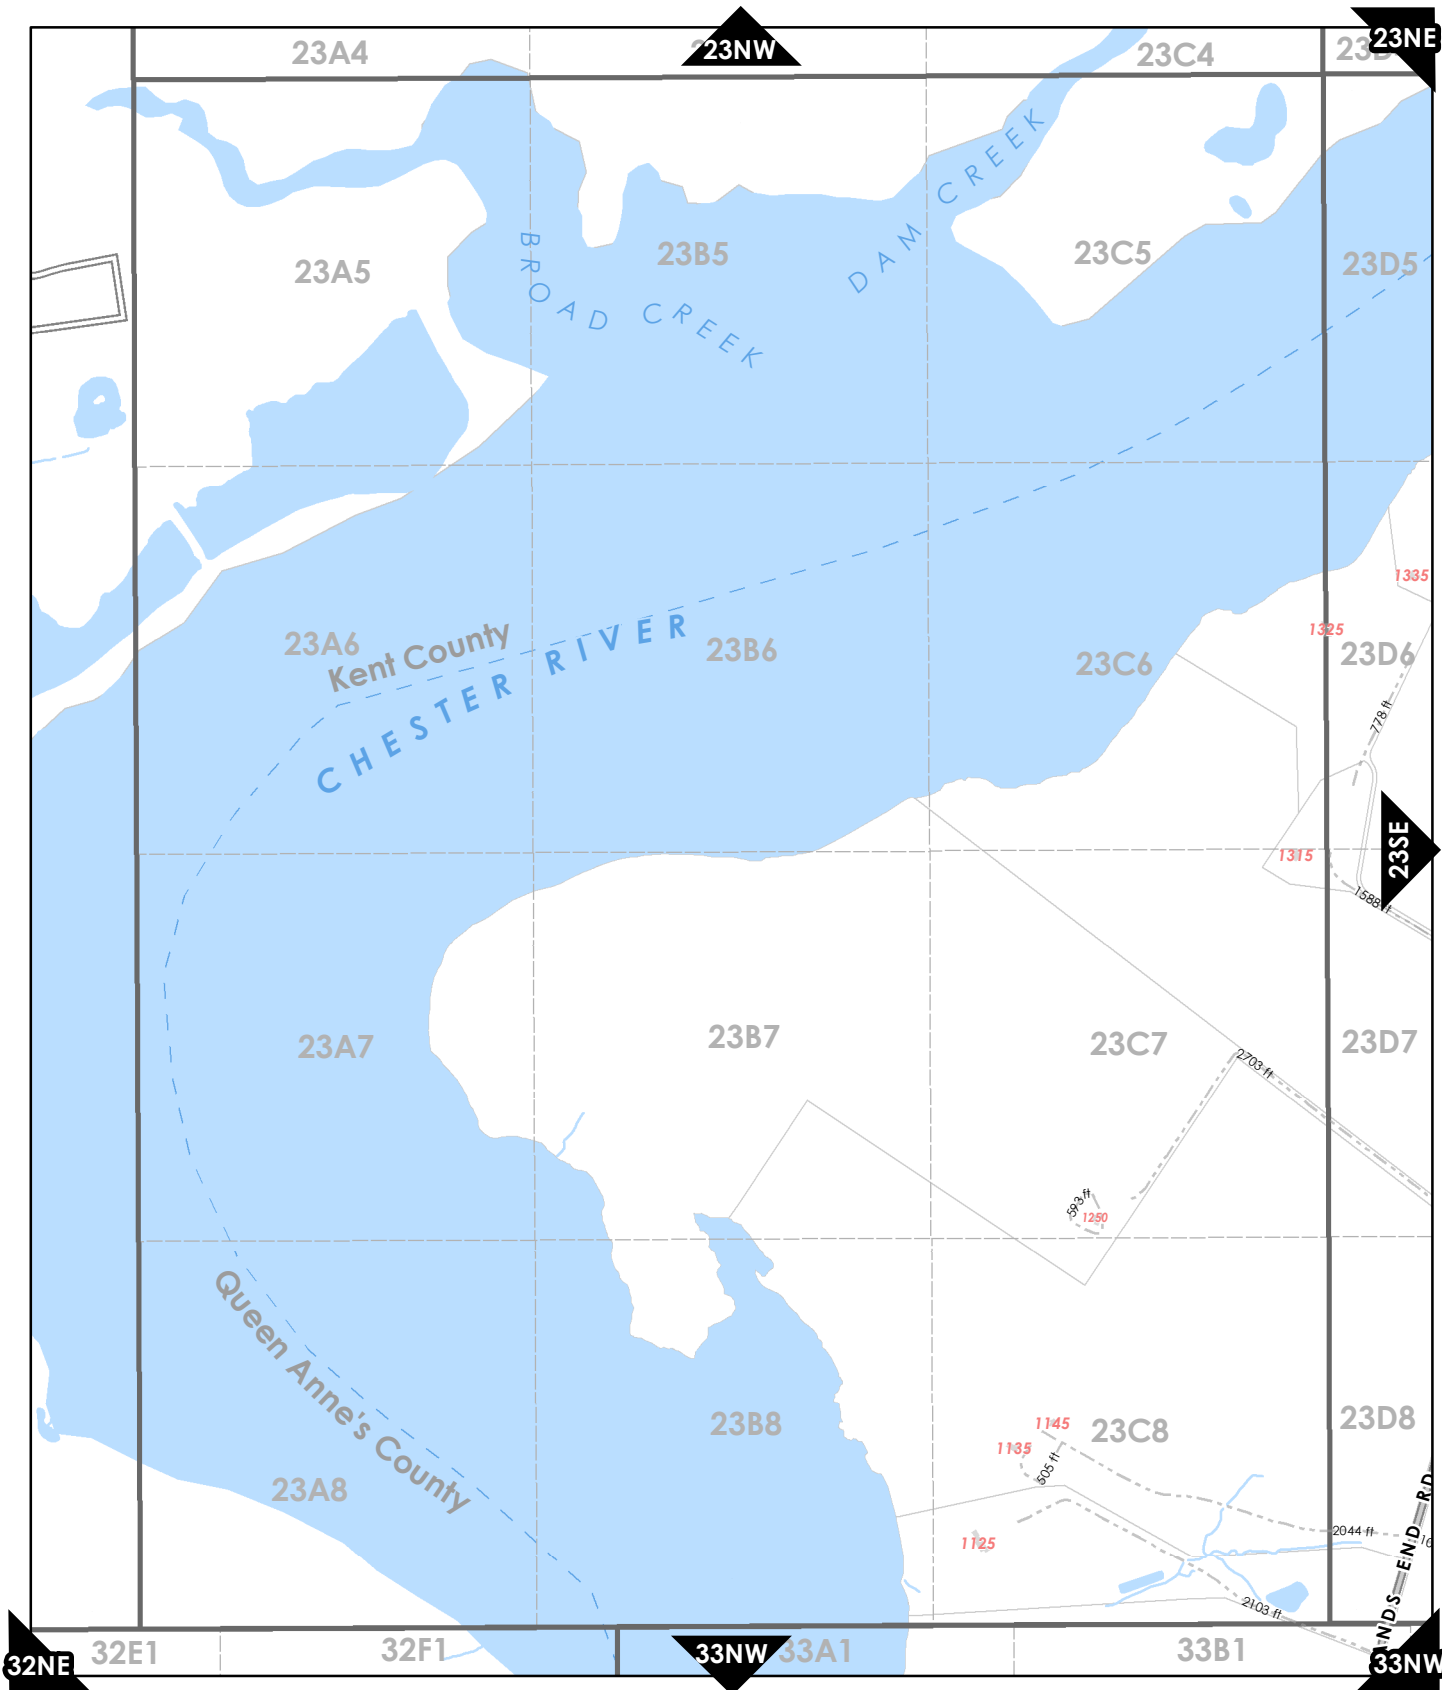 23A4
23NW
23C4
23NE
DAM CREEK
BROAD CREEK
23A5
23B5
23C5
23D5
1335
1325
23A6
Kent County
CHESTER RIVER
23B6
23C6
23D6
778 ft
23SE
1315
1588 ft
23A7
23B7
23C7
23D7
2703 ft
593 ft
1250
Queen Anne's County
23A8
23B8
1145
1135
23C8
23D8
505 ft
1125
2044 ft
2103 ft
NDS END RD
32NE
32E1
32F1
33NW
33A1
33B1
33NW